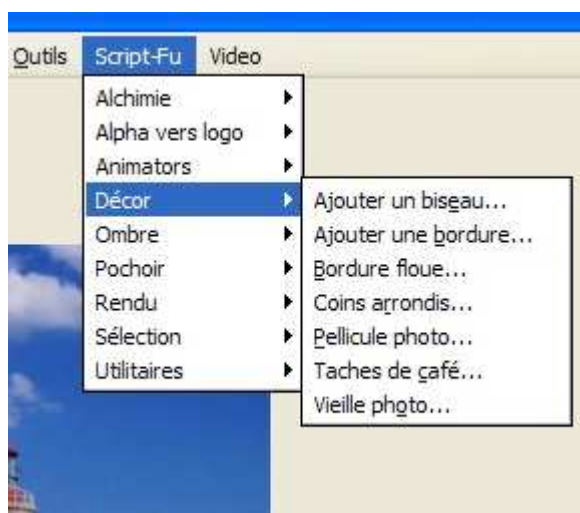 Outils Script-Fu Video
Alchimie
Alpha vers logo
Animators
Décor
Ombre
Pochoir
Rendu
Sélection
Utilitaires
Ajouter un biseau...
Ajouter une bordure...
Bordure floue...
Coins arrondis...
Pellicule photo...
Taches de café...
Vieille photo...